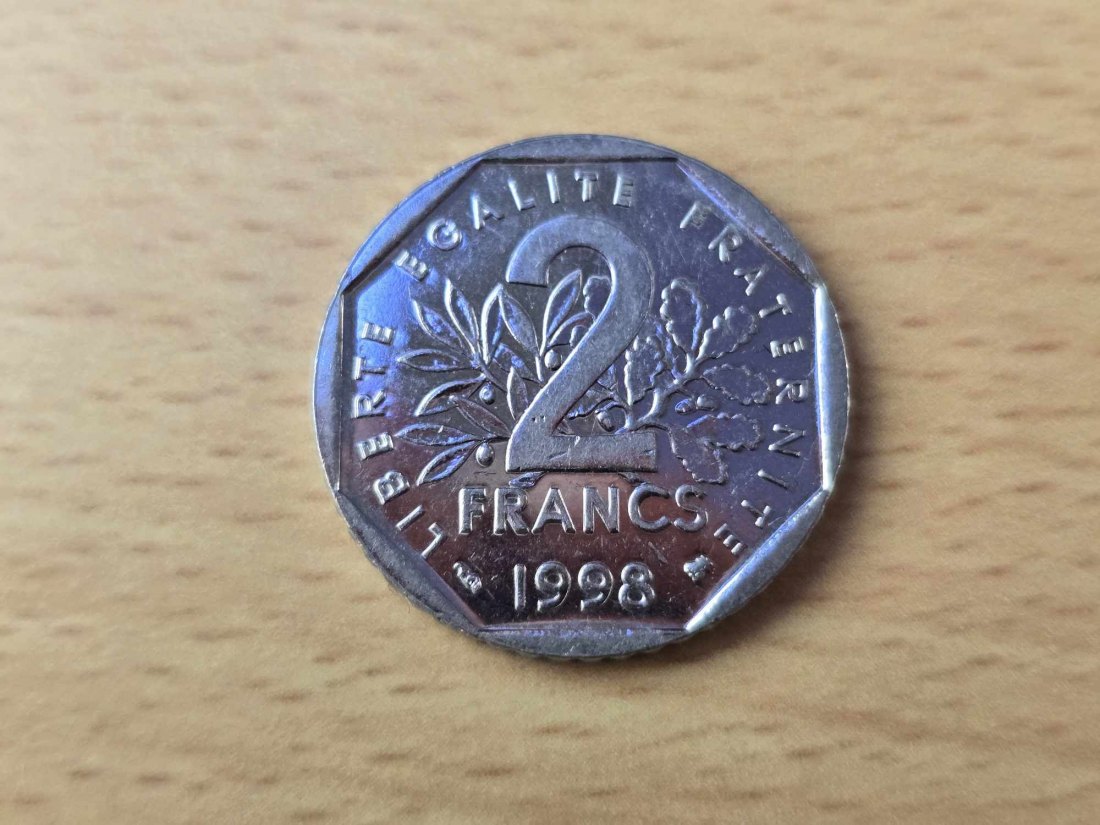 LIBERTE EGALITE FRATERNITE
2
FRANCS
1998